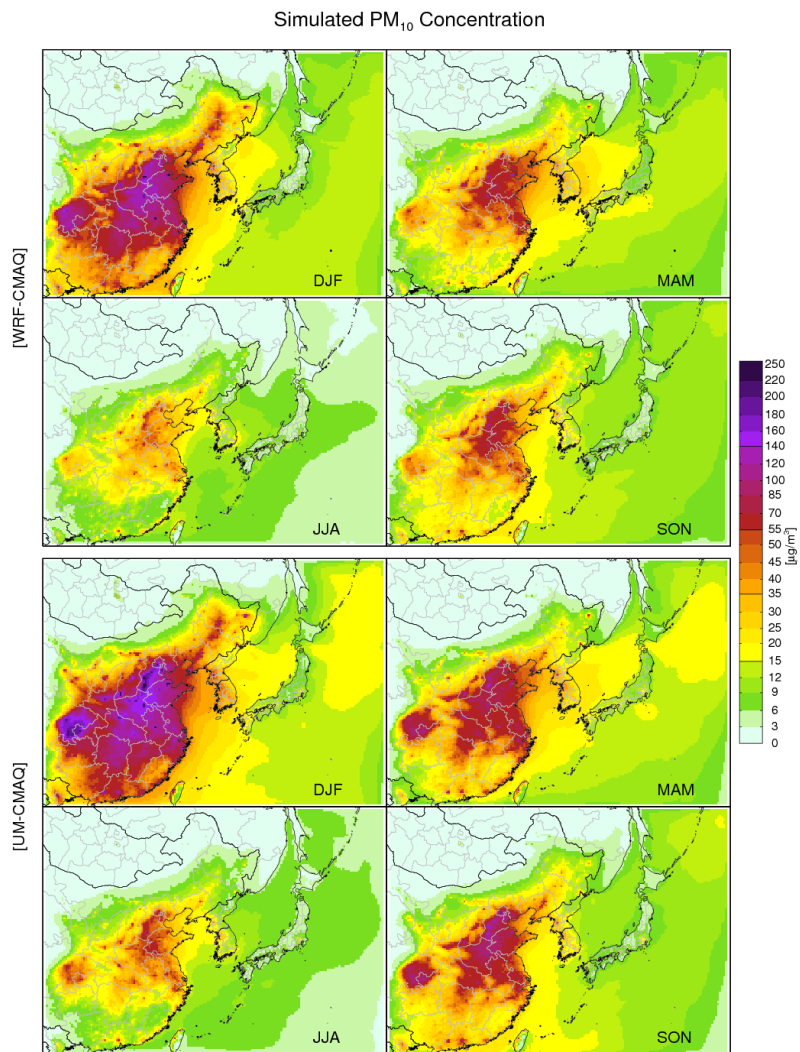 Simulated PM₁₀ Concentration
[WRF-CMAQ]
DJF
MAM
JJA
SON
[UM-CMAQ]
DJF
MAM
JJA
SON
250
220
200
180
160
140
120
100
85
70
55
50
45
40
35
30
25
20
15
12
9
6
3
0
[µg/m³]